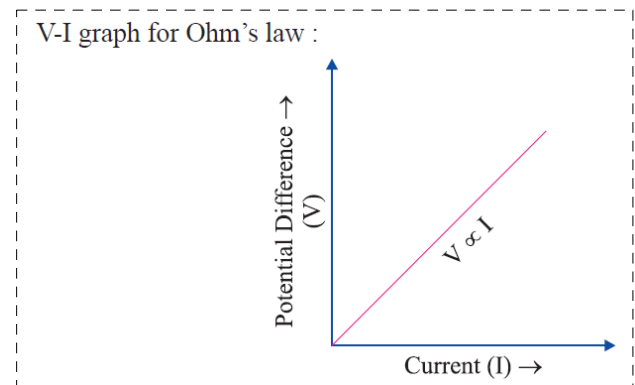 V-I graph for Ohm’s law :
Potential Difference →
(V)
V ∝ I
Current (I) →